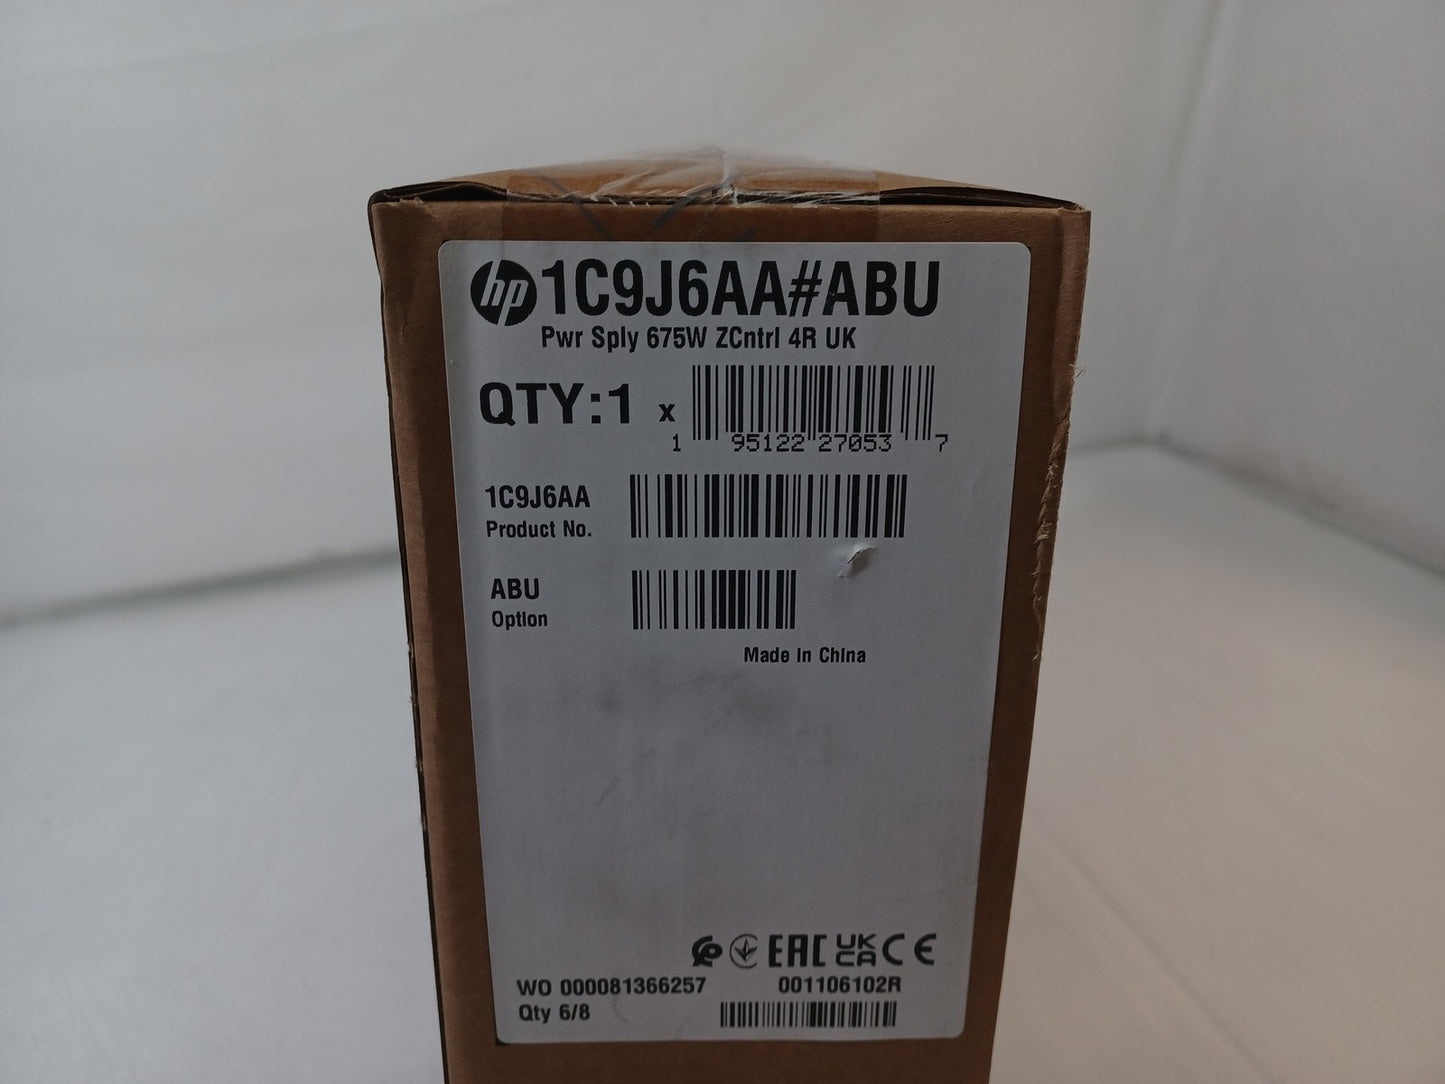 hp 1C9J6AA#ABU
Pwr Sply 675W ZCntrl 4R UK
QTY:1 x
1 95122 27053 7
1C9J6AA
Product No.
ABU
Option
Made In China
EAC UK CA CE
WO 000081366257 001106102R
Qty 6/8